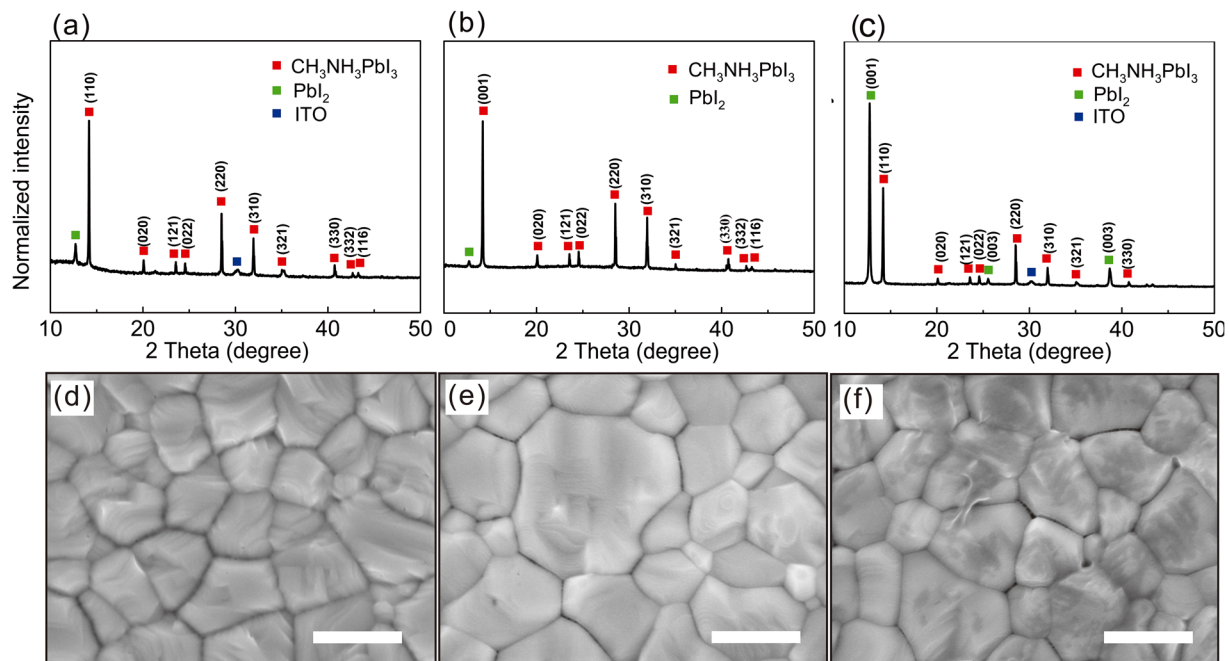 (a)
(b)
(c)
Normalized intensity
(110)
CH3NH3PbI3
PbI2
ITO
(020)
(121)
(022)
(220)
(310)
(321)
(330)
(332)
(116)
10 20 30 40 50
2 Theta (degree)
(001)
CH3NH3PbI3
PbI2
(020)
(121)
(022)
(220)
(310)
(321)
(330)
(332)
(116)
0 20 30 40 50
2 Theta (degree)
(001)
(110)
CH3NH3PbI3
PbI2
ITO
(020)
(121)
(022)
(003)
(220)
(310)
(321)
(003)
(330)
10 20 30 40 50
2 Theta (degree)
(d)
(e)
(f)